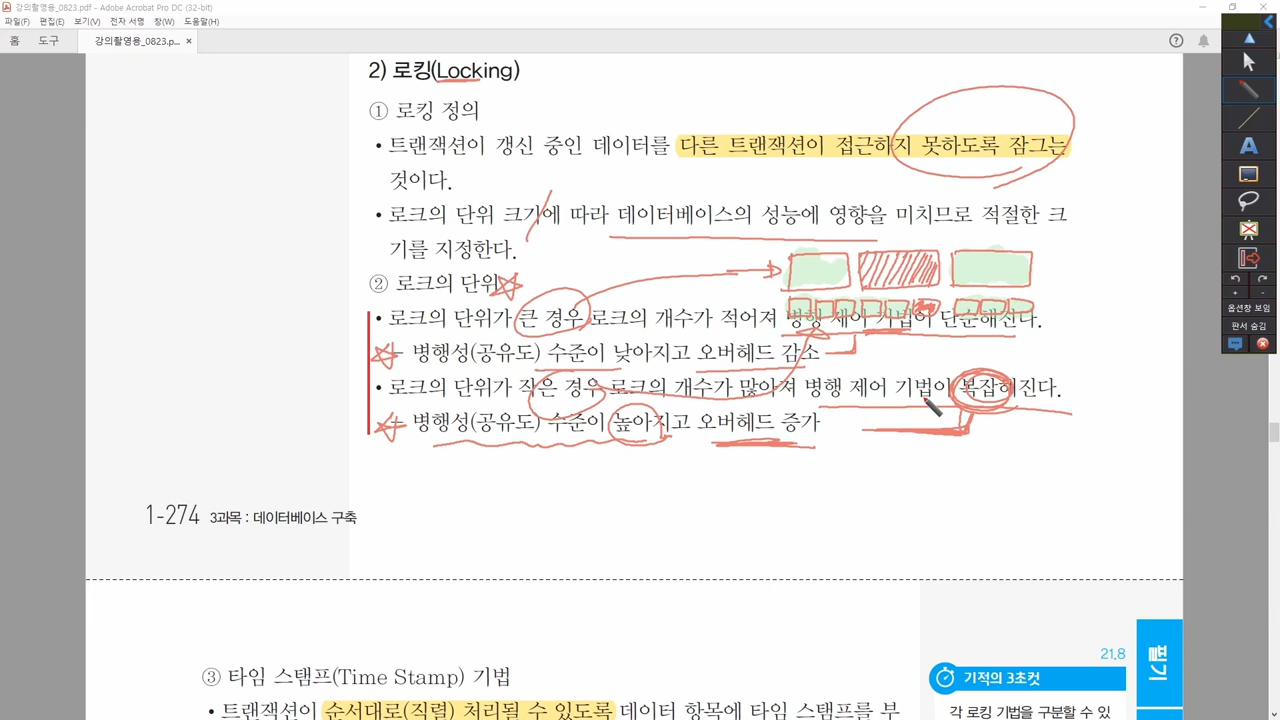 강의촬영용_0823.pdf - Adobe Acrobat Pro DC (32-bit)
파일(F) 편집(E) 보기(V) 전자 서명 창(W) 도움말(H)
홈 도구 강의촬영용_0823.p... ×
2) 로킹(Locking)
① 로킹 정의
• 트랜잭션이 갱신 중인 데이터를 다른 트랜잭션이 접근하지 못하도록 잠그는
것이다.
• 로크의 단위 크기에 따라 데이터베이스의 성능에 영향을 미치므로 적절한 크
기를 지정한다.
② 로크의 단위
• 로크의 단위가 큰 경우 로크의 개수가 적어져 병행 제어 기법이 단순해진다.
- 병행성(공유도) 수준이 낮아지고 오버헤드 감소
• 로크의 단위가 작은 경우 로크의 개수가 많아져 병행 제어 기법이 복잡해진다.
- 병행성(공유도) 수준이 높아지고 오버헤드 증가
1-274 3과목 : 데이터베이스 구축
③ 타임 스탬프(Time Stamp) 기법
• 트랜잭션이 순서대로(직렬) 처리될 수 있도록 데이터 항목에 타임 스탬프를 부
21.8
기적의 3초컷
각 로킹 기법을 구분할 수 있
필기
옵션창 보임
판서 숨김